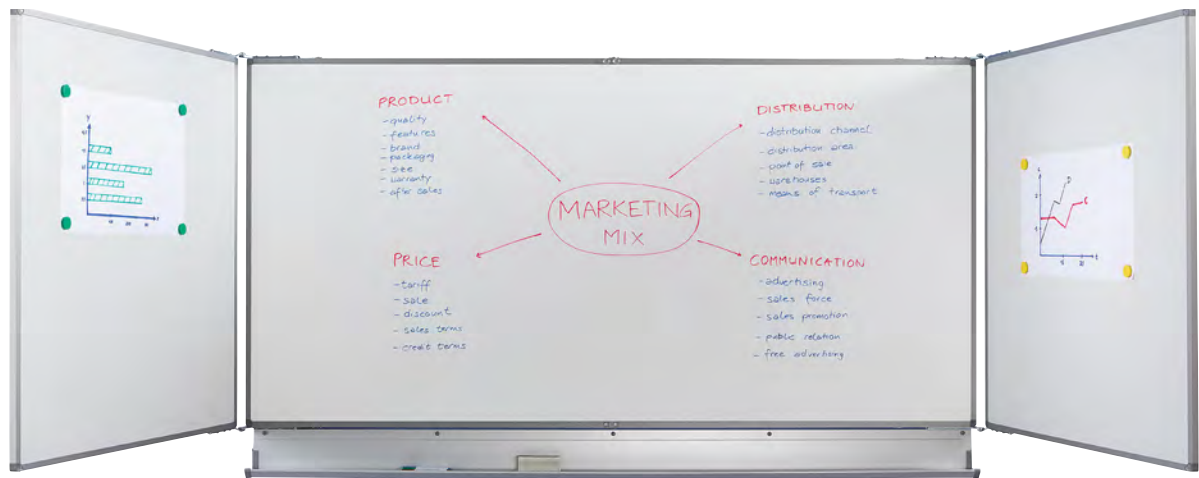 PRODUCT
- quality
- features
- brand
- packaging
- size
- warranty
- after sales
DISTRIBUTION
- distribution channel
- distribution area
- point of sale
- warehouses
- means of transport
MARKETING
MIX
PRICE
- tariff
- sale
- discount
- sales terms
- credit terms
COMMUNICATION
- advertising
- sales force
- sales promotion
- public relation
- free advertising